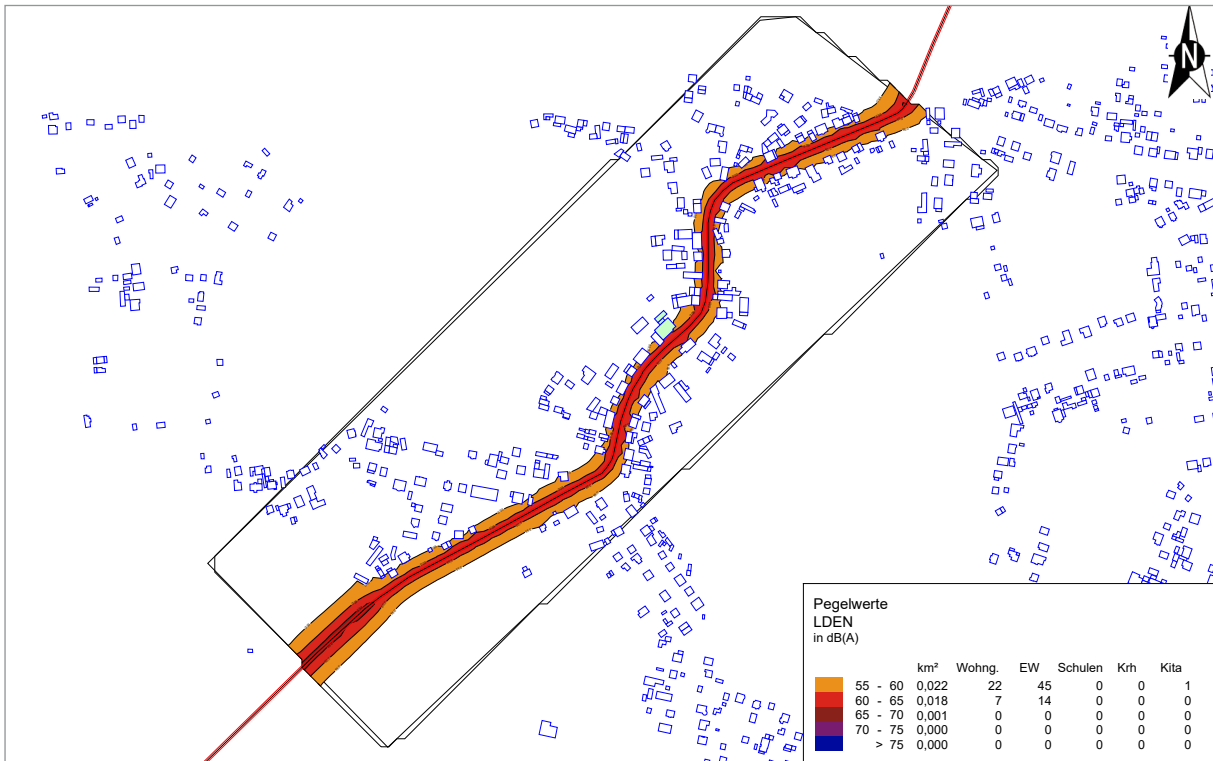 N
Pegelwerte
LDEN
in dB(A)
km² Wohng. EW Schulen Krh Kita
55 - 60 0,022 22 45 0 0 1
60 - 65 0,018 7 14 0 0 0
65 - 70 0,001 0 0 0 0 0
70 - 75 0,000 0 0 0 0 0
> 75 0,000 0 0 0 0 0